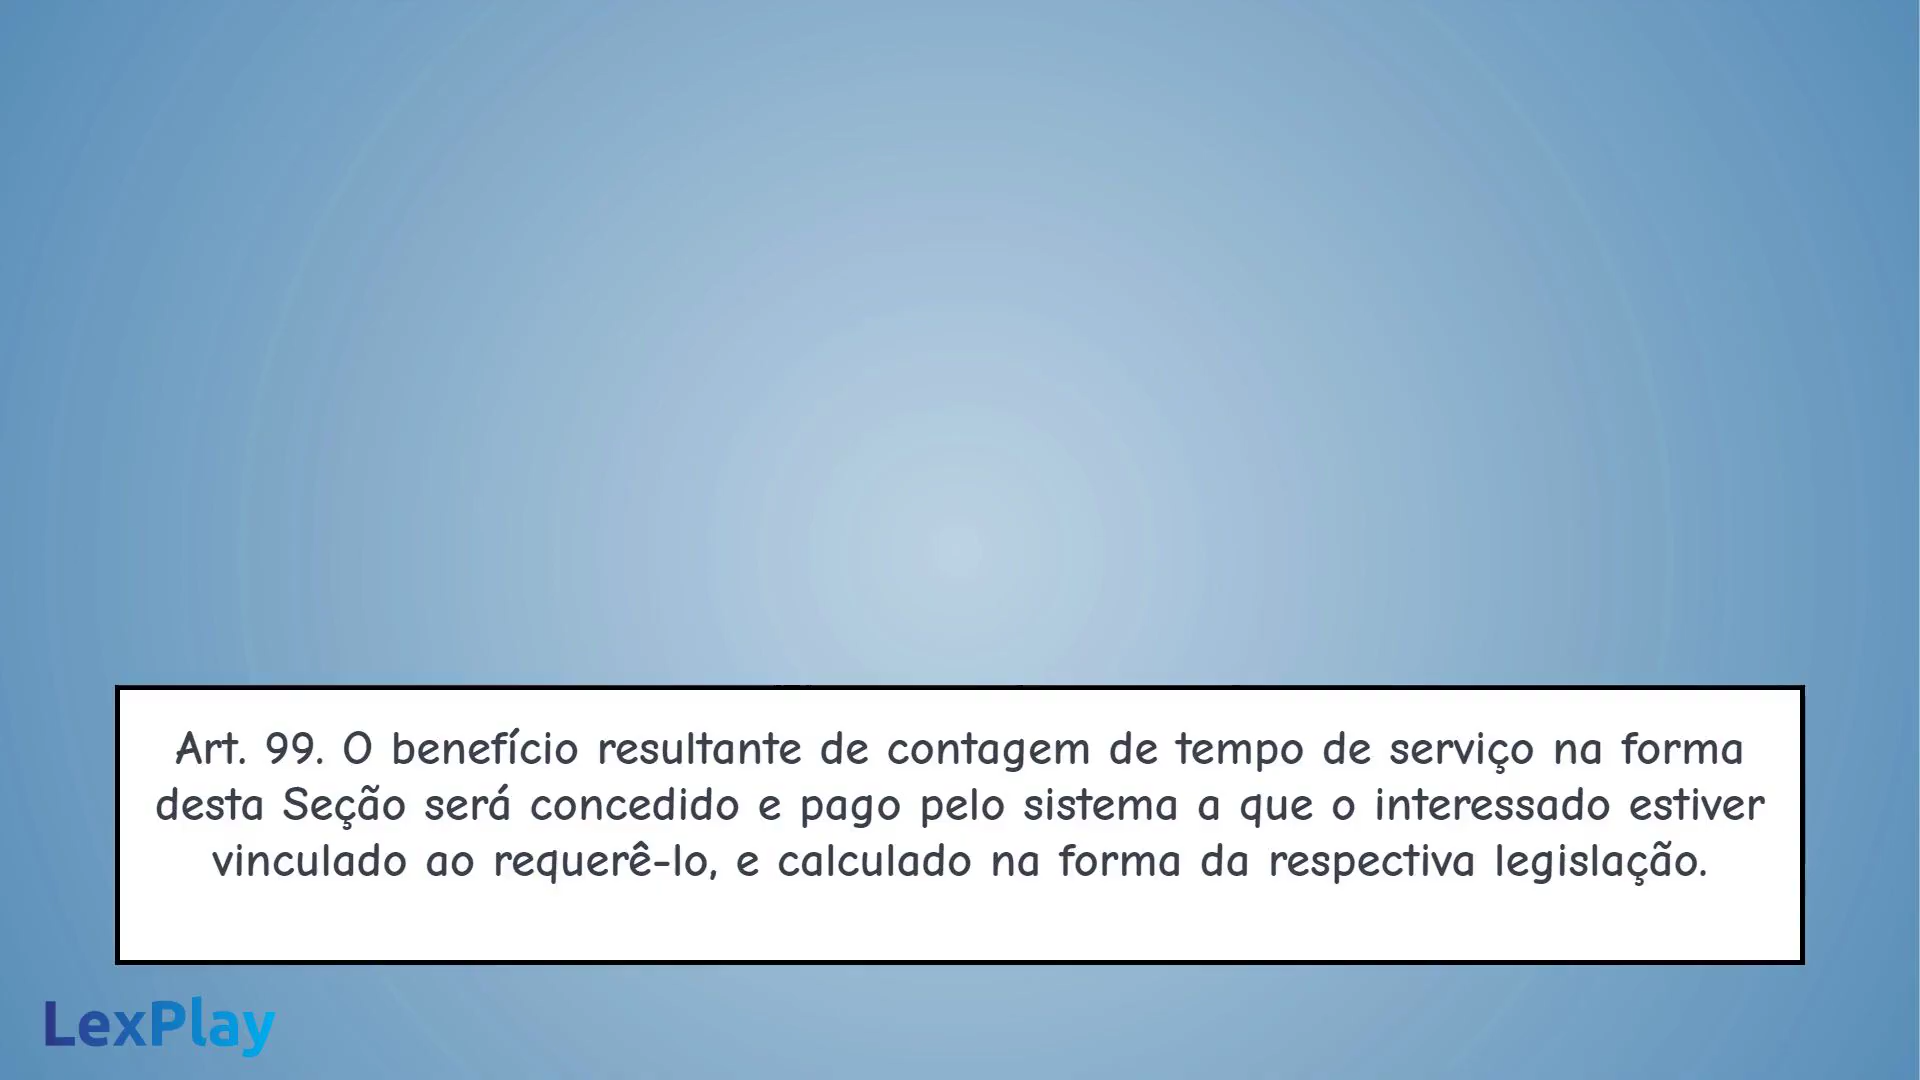 Art. 99. O benefício resultante de contagem de tempo de serviço na forma
desta Seção será concedido e pago pelo sistema a que o interessado estiver
vinculado ao requerê-lo, e calculado na forma da respectiva legislação.
LexPlay